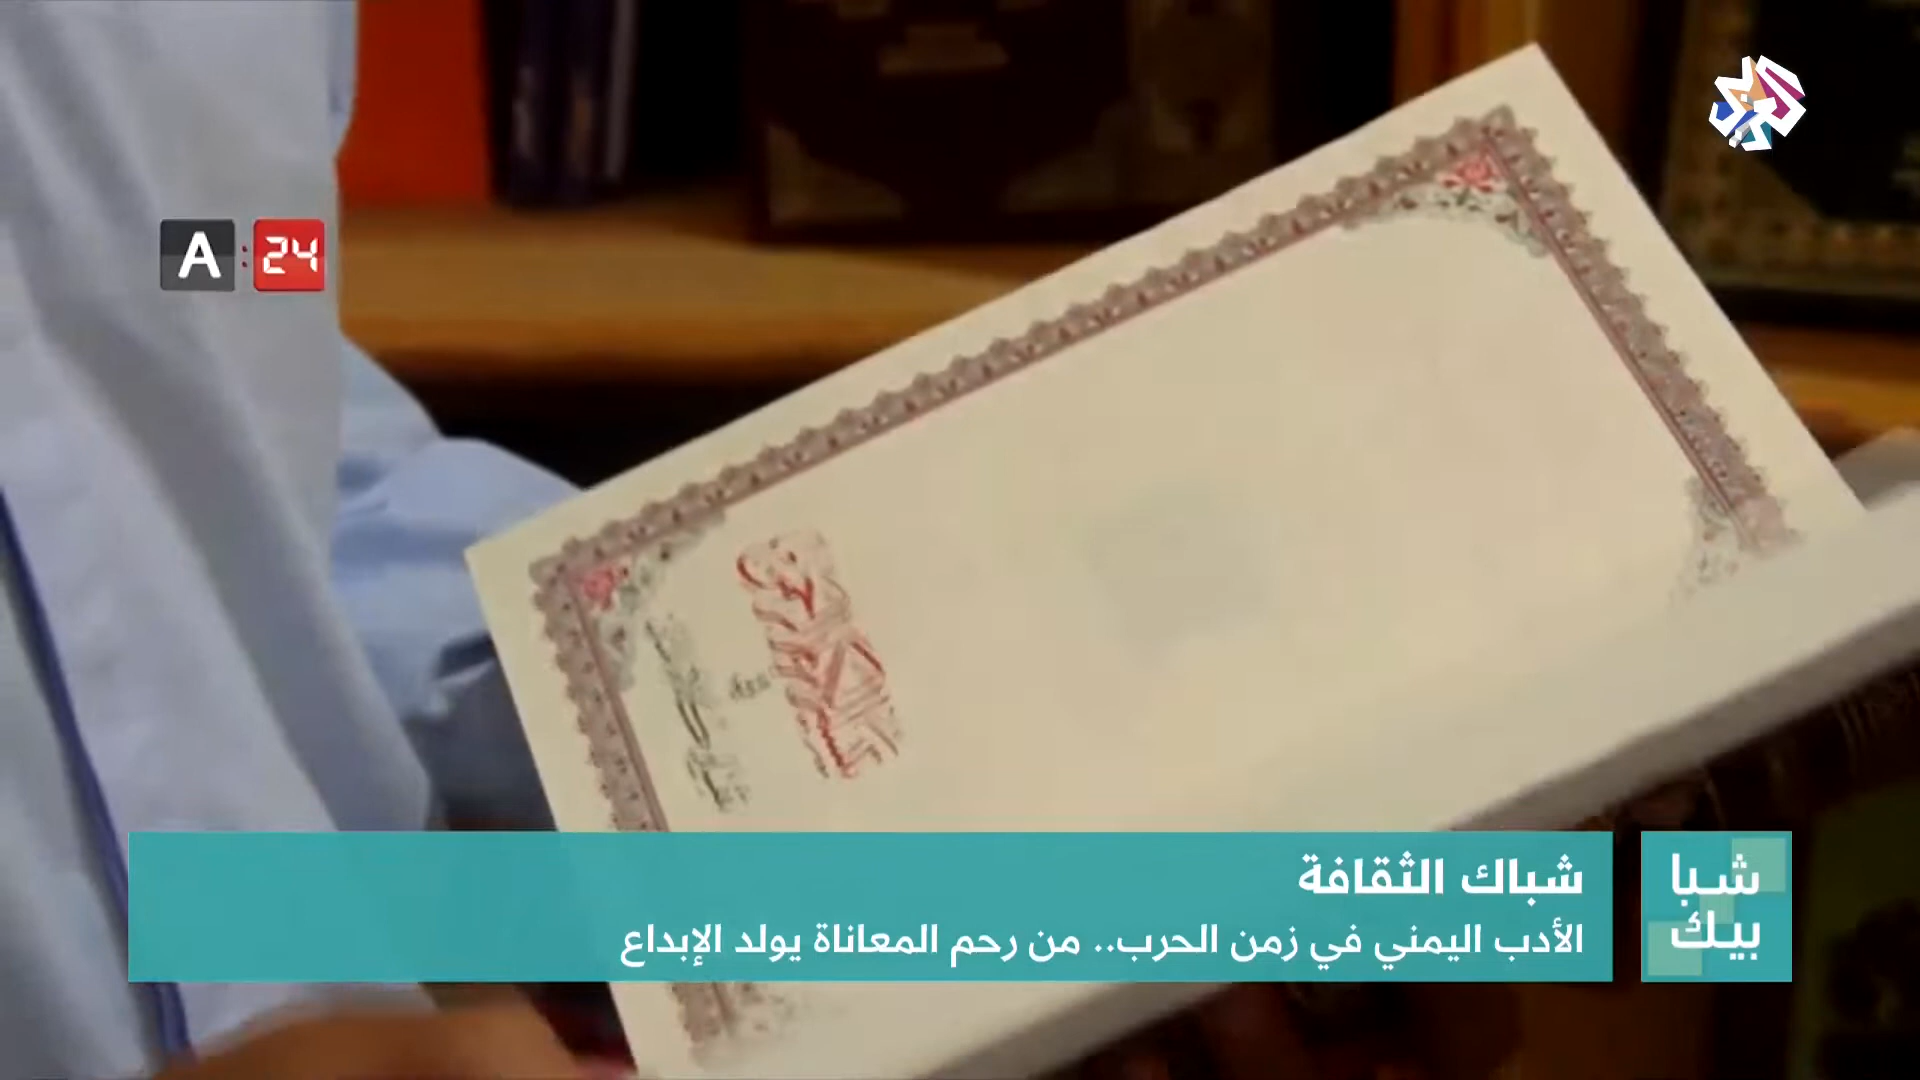 A:24
شباك الثقافة
الأدب اليمني في زمن الحرب.. من رحم المعاناة يولد الإبداع
شبا
بيك